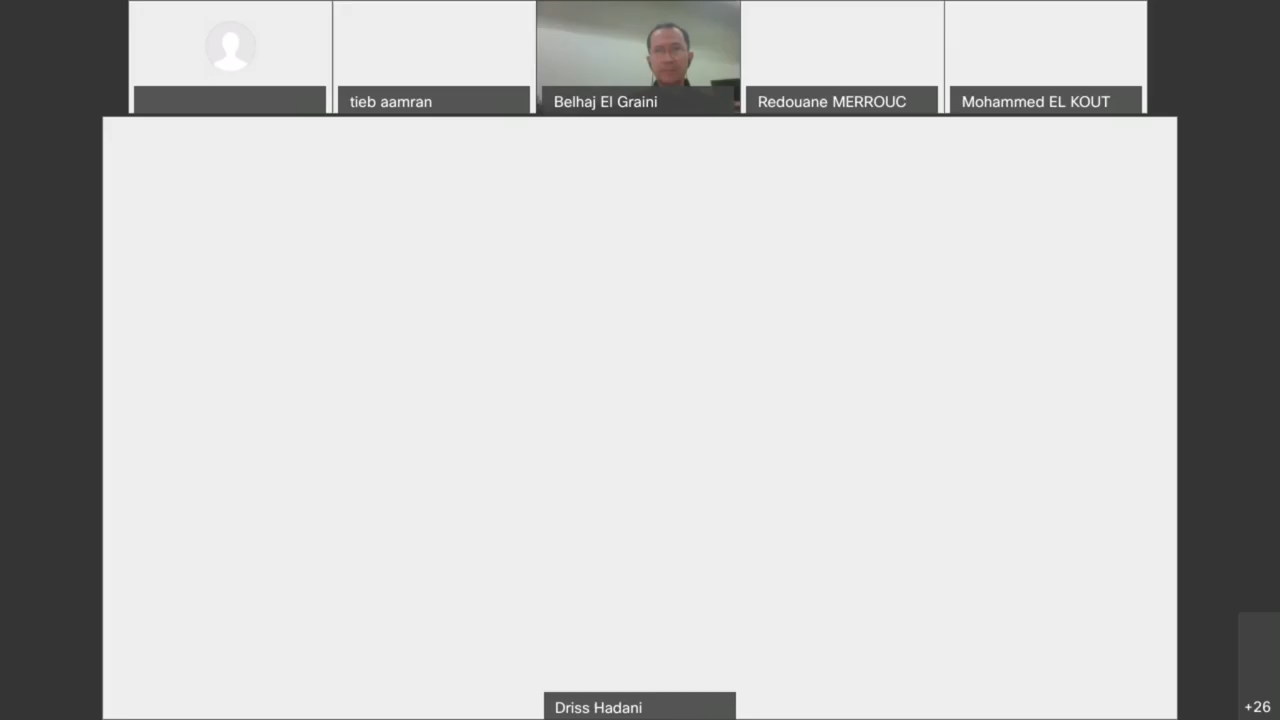 tieb aamran
Belhaj El Graini
Redouane MERROUC
Mohammed EL KOUT
Driss Hadani
+26